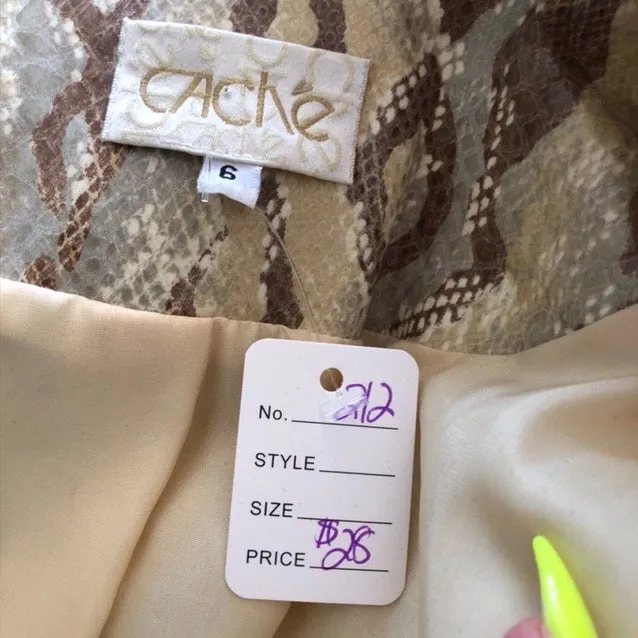 Caché
6
No. 212
STYLE
SIZE
PRICE $28